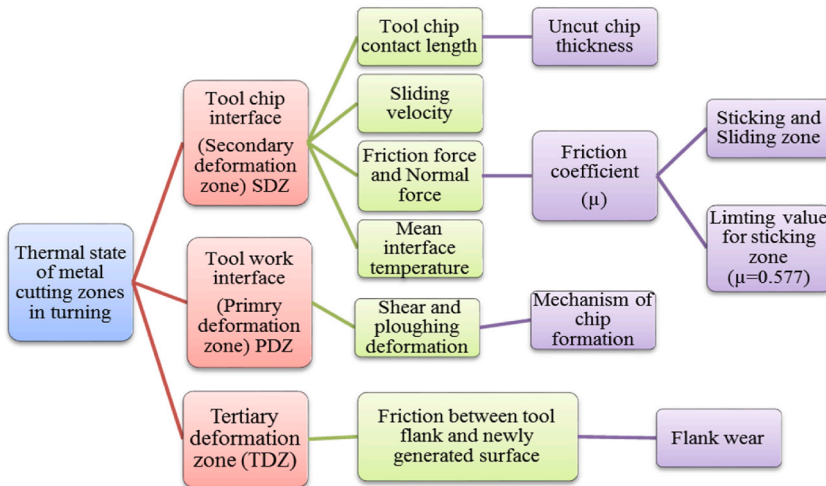 Thermal state
of metal
cutting zones
in turning
Tool chip
interface
(Secondary
deformation
zone) SDZ
Tool work
interface
(Primry
deformation
zone) PDZ
Tertiary
deformation
zone (TDZ)
Tool chip
contact length
Sliding
velocity
Friction force
and Normal
force
Mean
interface
temperature
Shear and
ploughing
deformation
Friction between tool
flank and newly
generated surface
Uncut chip
thickness
Friction
coefficient
(µ)
Mechanism of
chip
formation
Flank wear
Sticking and
Sliding zone
Limting value
for sticking
zone
(µ=0.577)